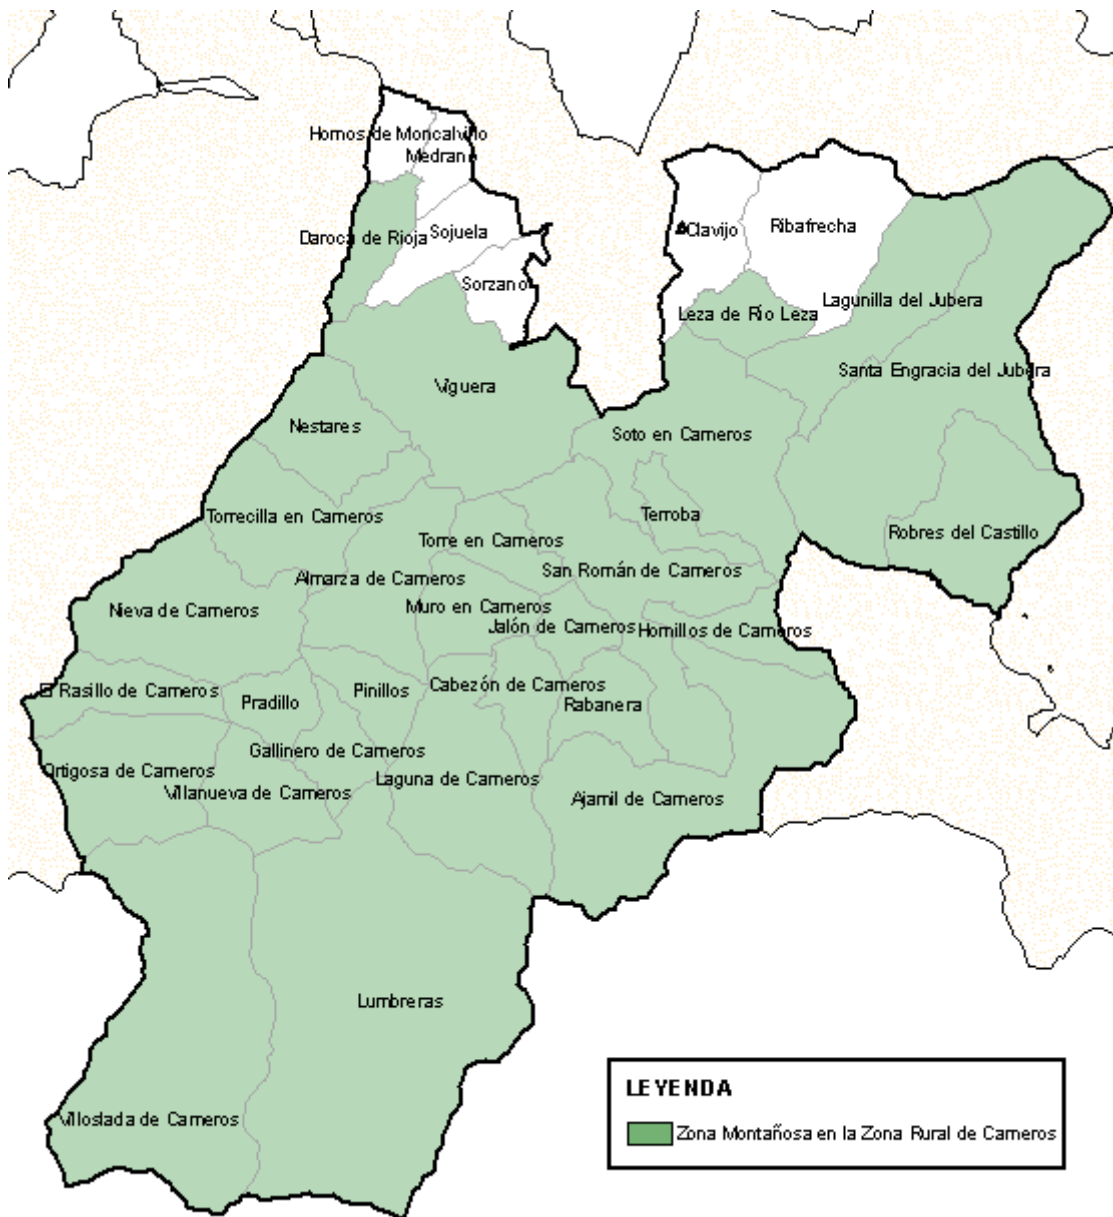 Hornos de Moncalvillo
Medrano
Clavijo
Ribafrecha
Daroca de Rioja
Sojuela
Sorzano
Lagunilla del Jubera
Leza de Río Leza
Santa Engracia del Jubera
Viguera
Nestares
Soto en Cameros
Torrecilla en Cameros
Terroba
Robres del Castillo
Torre en Cameros
San Román de Cameros
Almarza de Cameros
Nieva de Cameros
Muro en Cameros
Jalón de Cameros
Hornillos de Cameros
El Rasillo de Cameros
Pradillo
Pinillos
Cabezón de Cameros
Rabanera
Gallinero de Cameros
Ortigosa de Cameros
Villanueva de Cameros
Laguna de Cameros
Ajamil de Cameros
Lumbreras
Villoslada de Cameros
LEYENDA
Zona Montañosa en la Zona Rural de Cameros